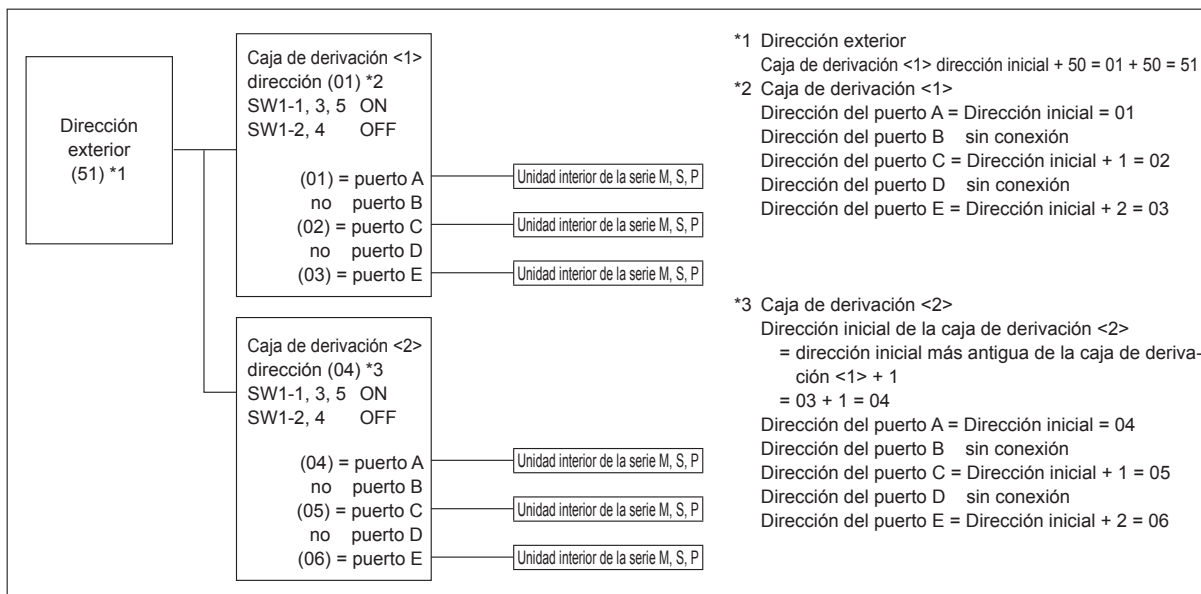 Dirección
exterior
(51) *1
Caja de derivación <1>
dirección (01) *2
SW1-1, 3, 5 ON
SW1-2, 4 OFF
(01) = puerto A
no puerto B
(02) = puerto C
no puerto D
(03) = puerto E
Unidad interior de la serie M, S, P
Unidad interior de la serie M, S, P
Unidad interior de la serie M, S, P
Caja de derivación <2>
dirección (04) *3
SW1-1, 3, 5 ON
SW1-2, 4 OFF
(04) = puerto A
no puerto B
(05) = puerto C
no puerto D
(06) = puerto E
Unidad interior de la serie M, S, P
Unidad interior de la serie M, S, P
Unidad interior de la serie M, S, P
*1 Dirección exterior
Caja de derivación <1> dirección inicial + 50 = 01 + 50 = 51
*2 Caja de derivación <1>
Dirección del puerto A = Dirección inicial = 01
Dirección del puerto B sin conexión
Dirección del puerto C = Dirección inicial + 1 = 02
Dirección del puerto D sin conexión
Dirección del puerto E = Dirección inicial + 2 = 03
*3 Caja de derivación <2>
Dirección inicial de la caja de derivación <2>
= dirección inicial más antigua de la caja de deriva-
ción <1> + 1
= 03 + 1 = 04
Dirección del puerto A = Dirección inicial = 04
Dirección del puerto B sin conexión
Dirección del puerto C = Dirección inicial + 1 = 05
Dirección del puerto D sin conexión
Dirección del puerto E = Dirección inicial + 2 = 06